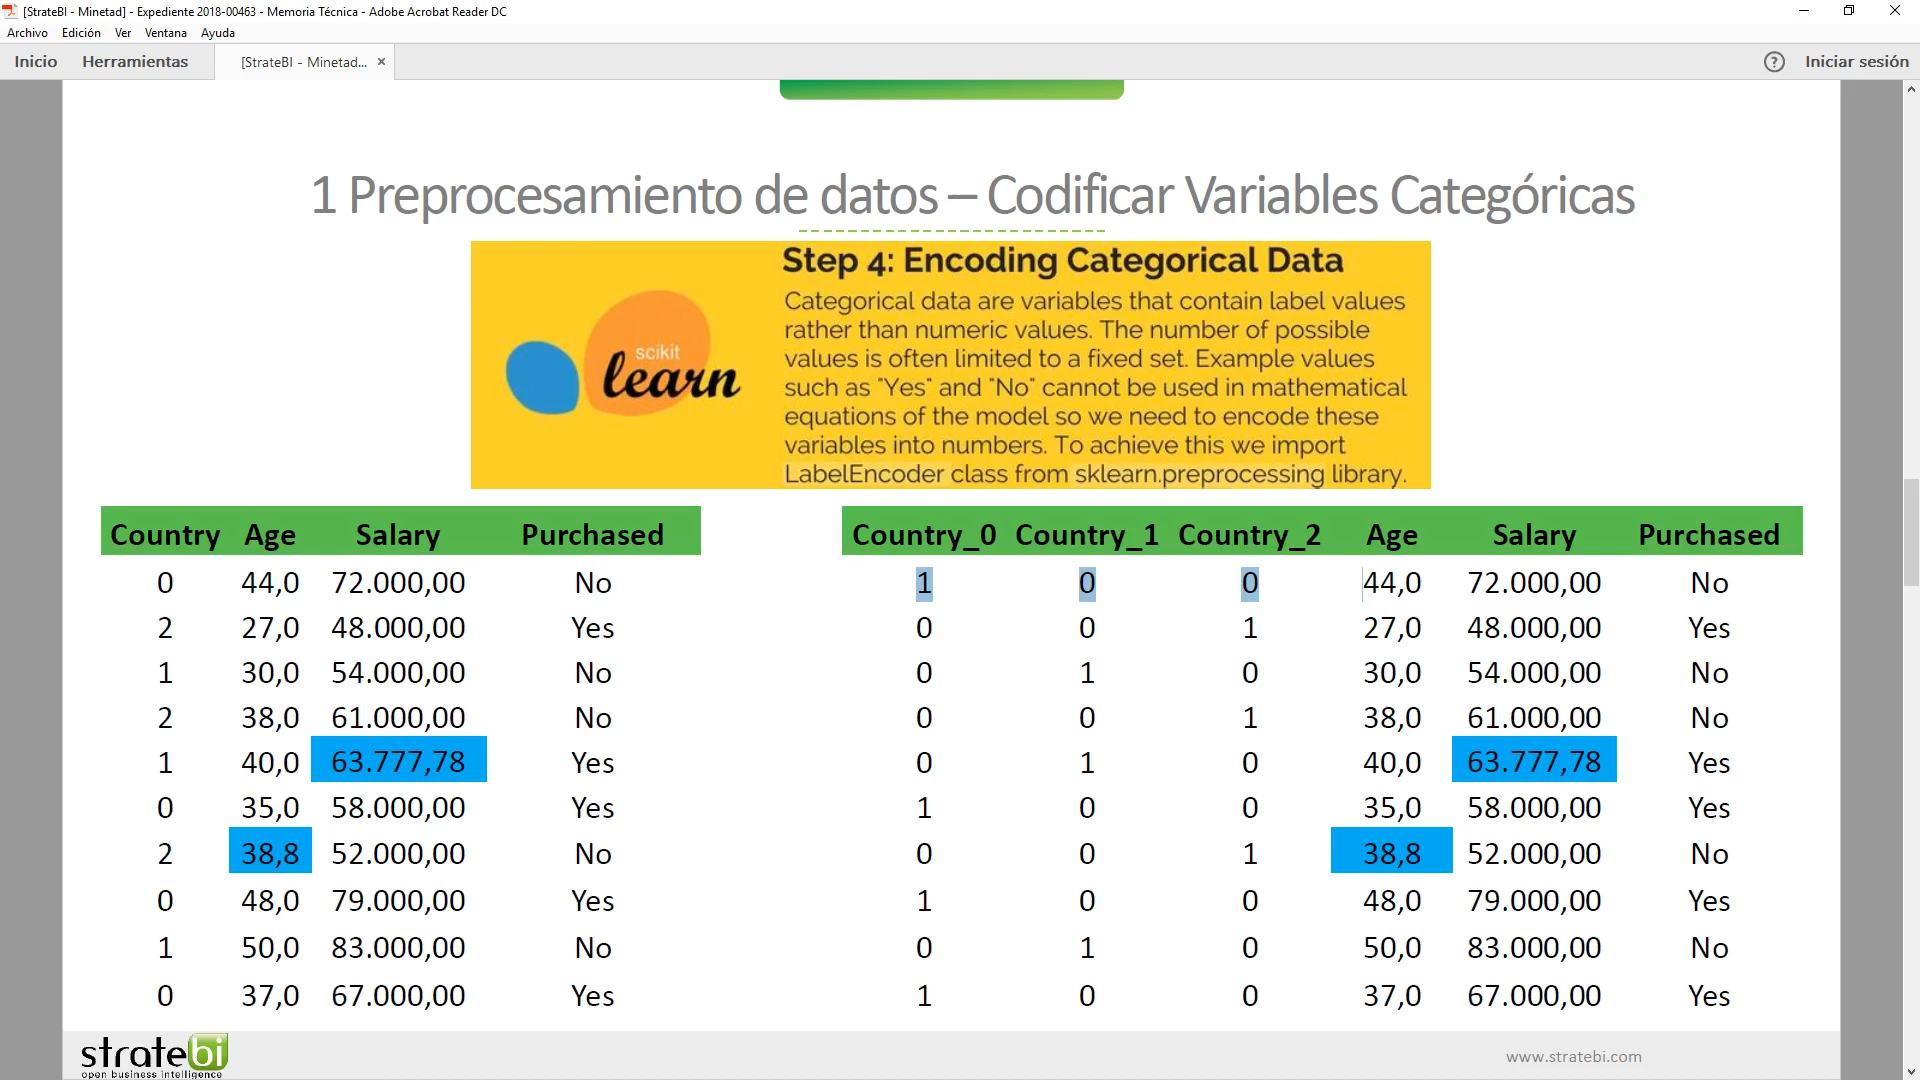 [StrateBI - Minetad] - Expediente 2018-00463 - Memoria Técnica - Adobe Acrobat Reader DC
Archivo Edición Ver Ventana Ayuda
Inicio Herramientas [StrateBI - Minetad... × ? Iniciar sesión
1 Preprocesamiento de datos – Codificar Variables Categóricas
scikit
learn
Step 4: Encoding Categorical Data
Categorical data are variables that contain label values
rather than numeric values. The number of possible
values is often limited to a fixed set. Example values
such as "Yes" and "No" cannot be used in mathematical
equations of the model so we need to encode these
variables into numbers. To achieve this we import
LabelEncoder class from sklearn.preprocessing library.
Country Age Salary Purchased
0 44,0 72.000,00 No
2 27,0 48.000,00 Yes
1 30,0 54.000,00 No
2 38,0 61.000,00 No
1 40,0 63.777,78 Yes
0 35,0 58.000,00 Yes
2 38,8 52.000,00 No
0 48,0 79.000,00 Yes
1 50,0 83.000,00 No
0 37,0 67.000,00 Yes
Country_0 Country_1 Country_2 Age Salary Purchased
1 0 0 44,0 72.000,00 No
0 0 1 27,0 48.000,00 Yes
0 1 0 30,0 54.000,00 No
0 0 1 38,0 61.000,00 No
0 1 0 40,0 63.777,78 Yes
1 0 0 35,0 58.000,00 Yes
0 0 1 38,8 52.000,00 No
1 0 0 48,0 79.000,00 Yes
0 1 0 50,0 83.000,00 No
1 0 0 37,0 67.000,00 Yes
stratebi
open business intelligence
www.stratebi.com